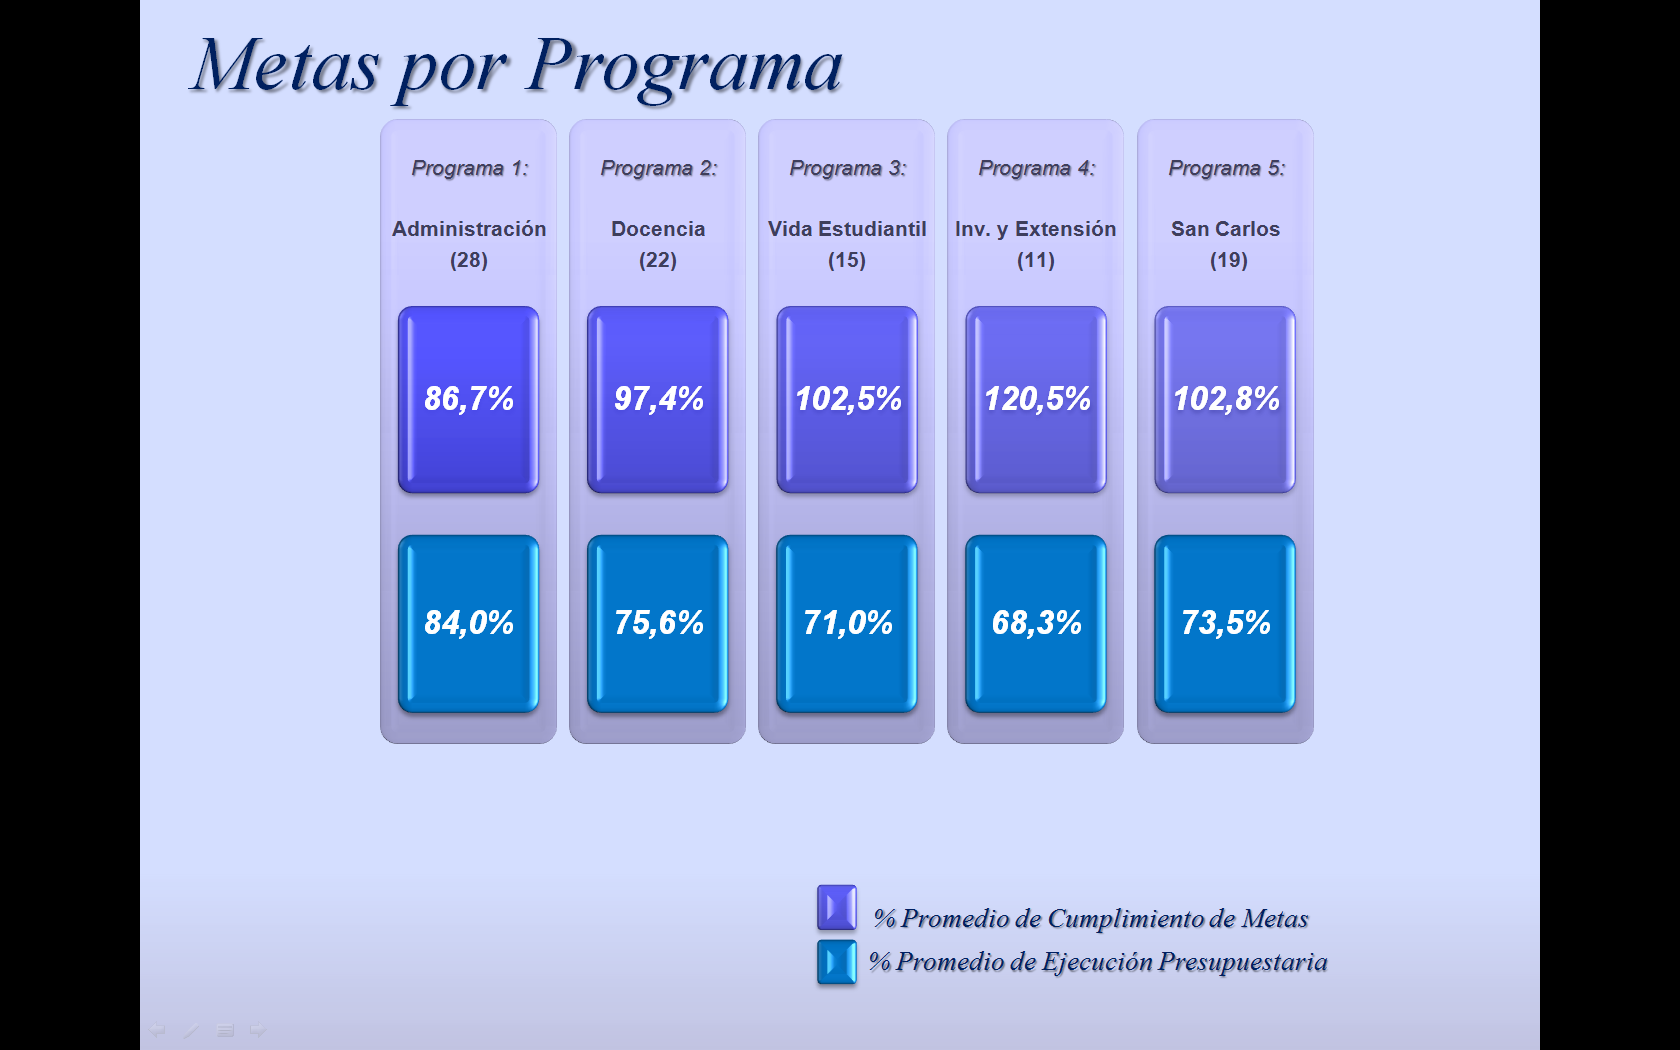 Metas por Programa
Programa 1:
Administración
(28)
86,7%
84,0%
Programa 2:
Docencia
(22)
97,4%
75,6%
Programa 3:
Vida Estudiantil
(15)
102,5%
71,0%
Programa 4:
Inv. y Extensión
(11)
120,5%
68,3%
Programa 5:
San Carlos
(19)
102,8%
73,5%
% Promedio de Cumplimiento de Metas
% Promedio de Ejecución Presupuestaria